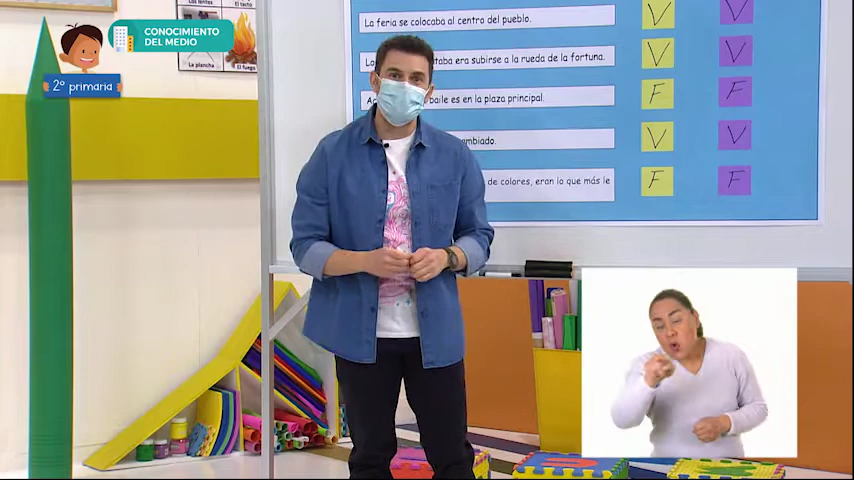 CONOCIMIENTO
DEL MEDIO
2º primaria
La plancha
El fuego
La feria se colocaba al centro del pueblo.
V V
taba era subirse a la rueda de la fortuna.
V V
baile es en la plaza principal.
F F
mbiado.
V V
de colores, eran lo que más le
F F